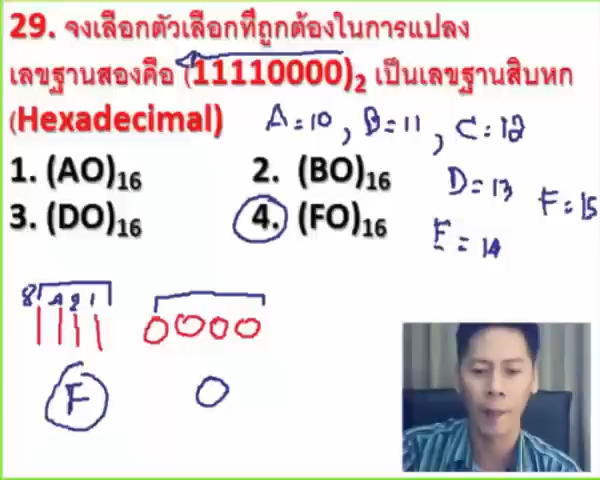 29. จงเลือกตัวเลือกที่ถูกต้องในการแปลง
เลขฐานสองคือ (11110000)₂ เป็นเลขฐานสิบหก
(Hexadecimal) A=10, B=11, C=12
1. (AO)₁₆ 2. (BO)₁₆ D=13 F=15
3. (DO)₁₆ 4. (FO)₁₆ E=14
8 4 2 1
1111 0000
F 0